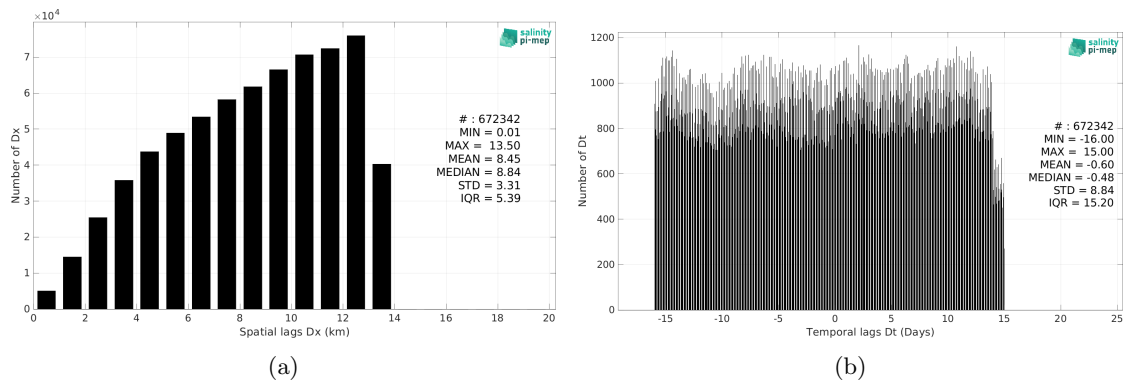 ×10⁴
salinity
pi-mep
7
6
5
4
3
2
1
0
Number of Dx
# : 672342
MIN = 0.01
MAX = 13.50
MEAN = 8.45
MEDIAN = 8.84
STD = 3.31
IQR = 5.39
0 2 4 6 8 10 12 14 16 18 20
Spatial lags Dx (km)
(a)
salinity
pi-mep
1200
1000
800
600
400
200
0
Number of Dt
# : 672342
MIN = -16.00
MAX = 15.00
MEAN = -0.60
MEDIAN = -0.48
STD = 8.84
IQR = 15.20
-15 -10 -5 0 5 10 15 20 25
Temporal lags Dt (Days)
(b)